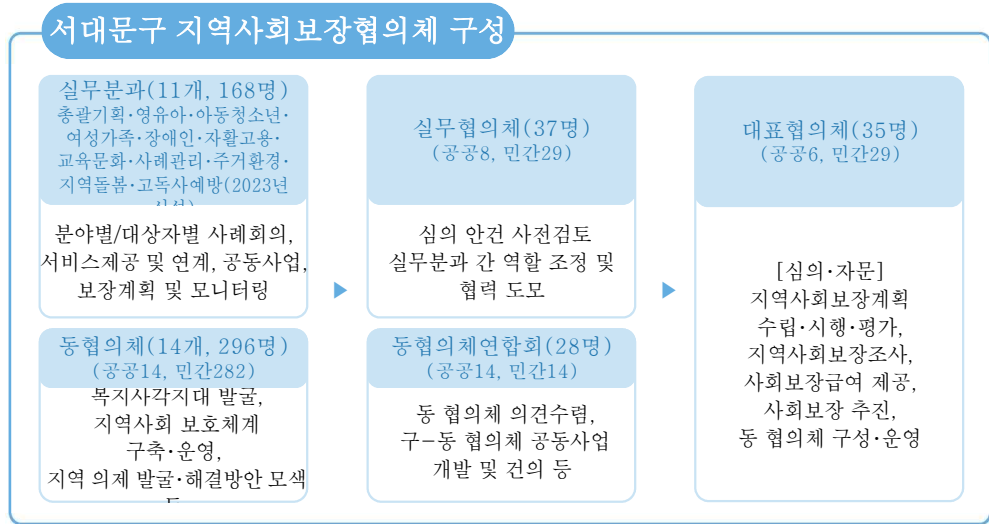 서대문구 지역사회보장협의체 구성
실무분과(11개, 168명)
총괄기획·영유아·아동청소년·
여성가족·장애인·자활고용·
교육문화·사례관리·주거환경·
지역돌봄·고독사예방(2023년
분야별/대상자별 사례회의,
서비스제공 및 연계, 공동사업,
보장계획 및 모니터링
동협의체(14개, 296명)
(공공14, 민간282)
복지사각지대 발굴,
지역사회 보호체계
구축·운영,
지역 의제 발굴·해결방안 모색
▶
실무협의체(37명)
(공공8, 민간29)
심의 안건 사전검토
실무분과 간 역할 조정 및
협력 도모
동협의체연합회(28명)
(공공14, 민간14)
동 협의체 의견수렴,
구-동 협의체 공동사업
개발 및 건의 등
▶
대표협의체(35명)
(공공6, 민간29)
[심의·자문]
지역사회보장계획
수립·시행·평가,
지역사회보장조사,
사회보장급여 제공,
사회보장 추진,
동 협의체 구성·운영